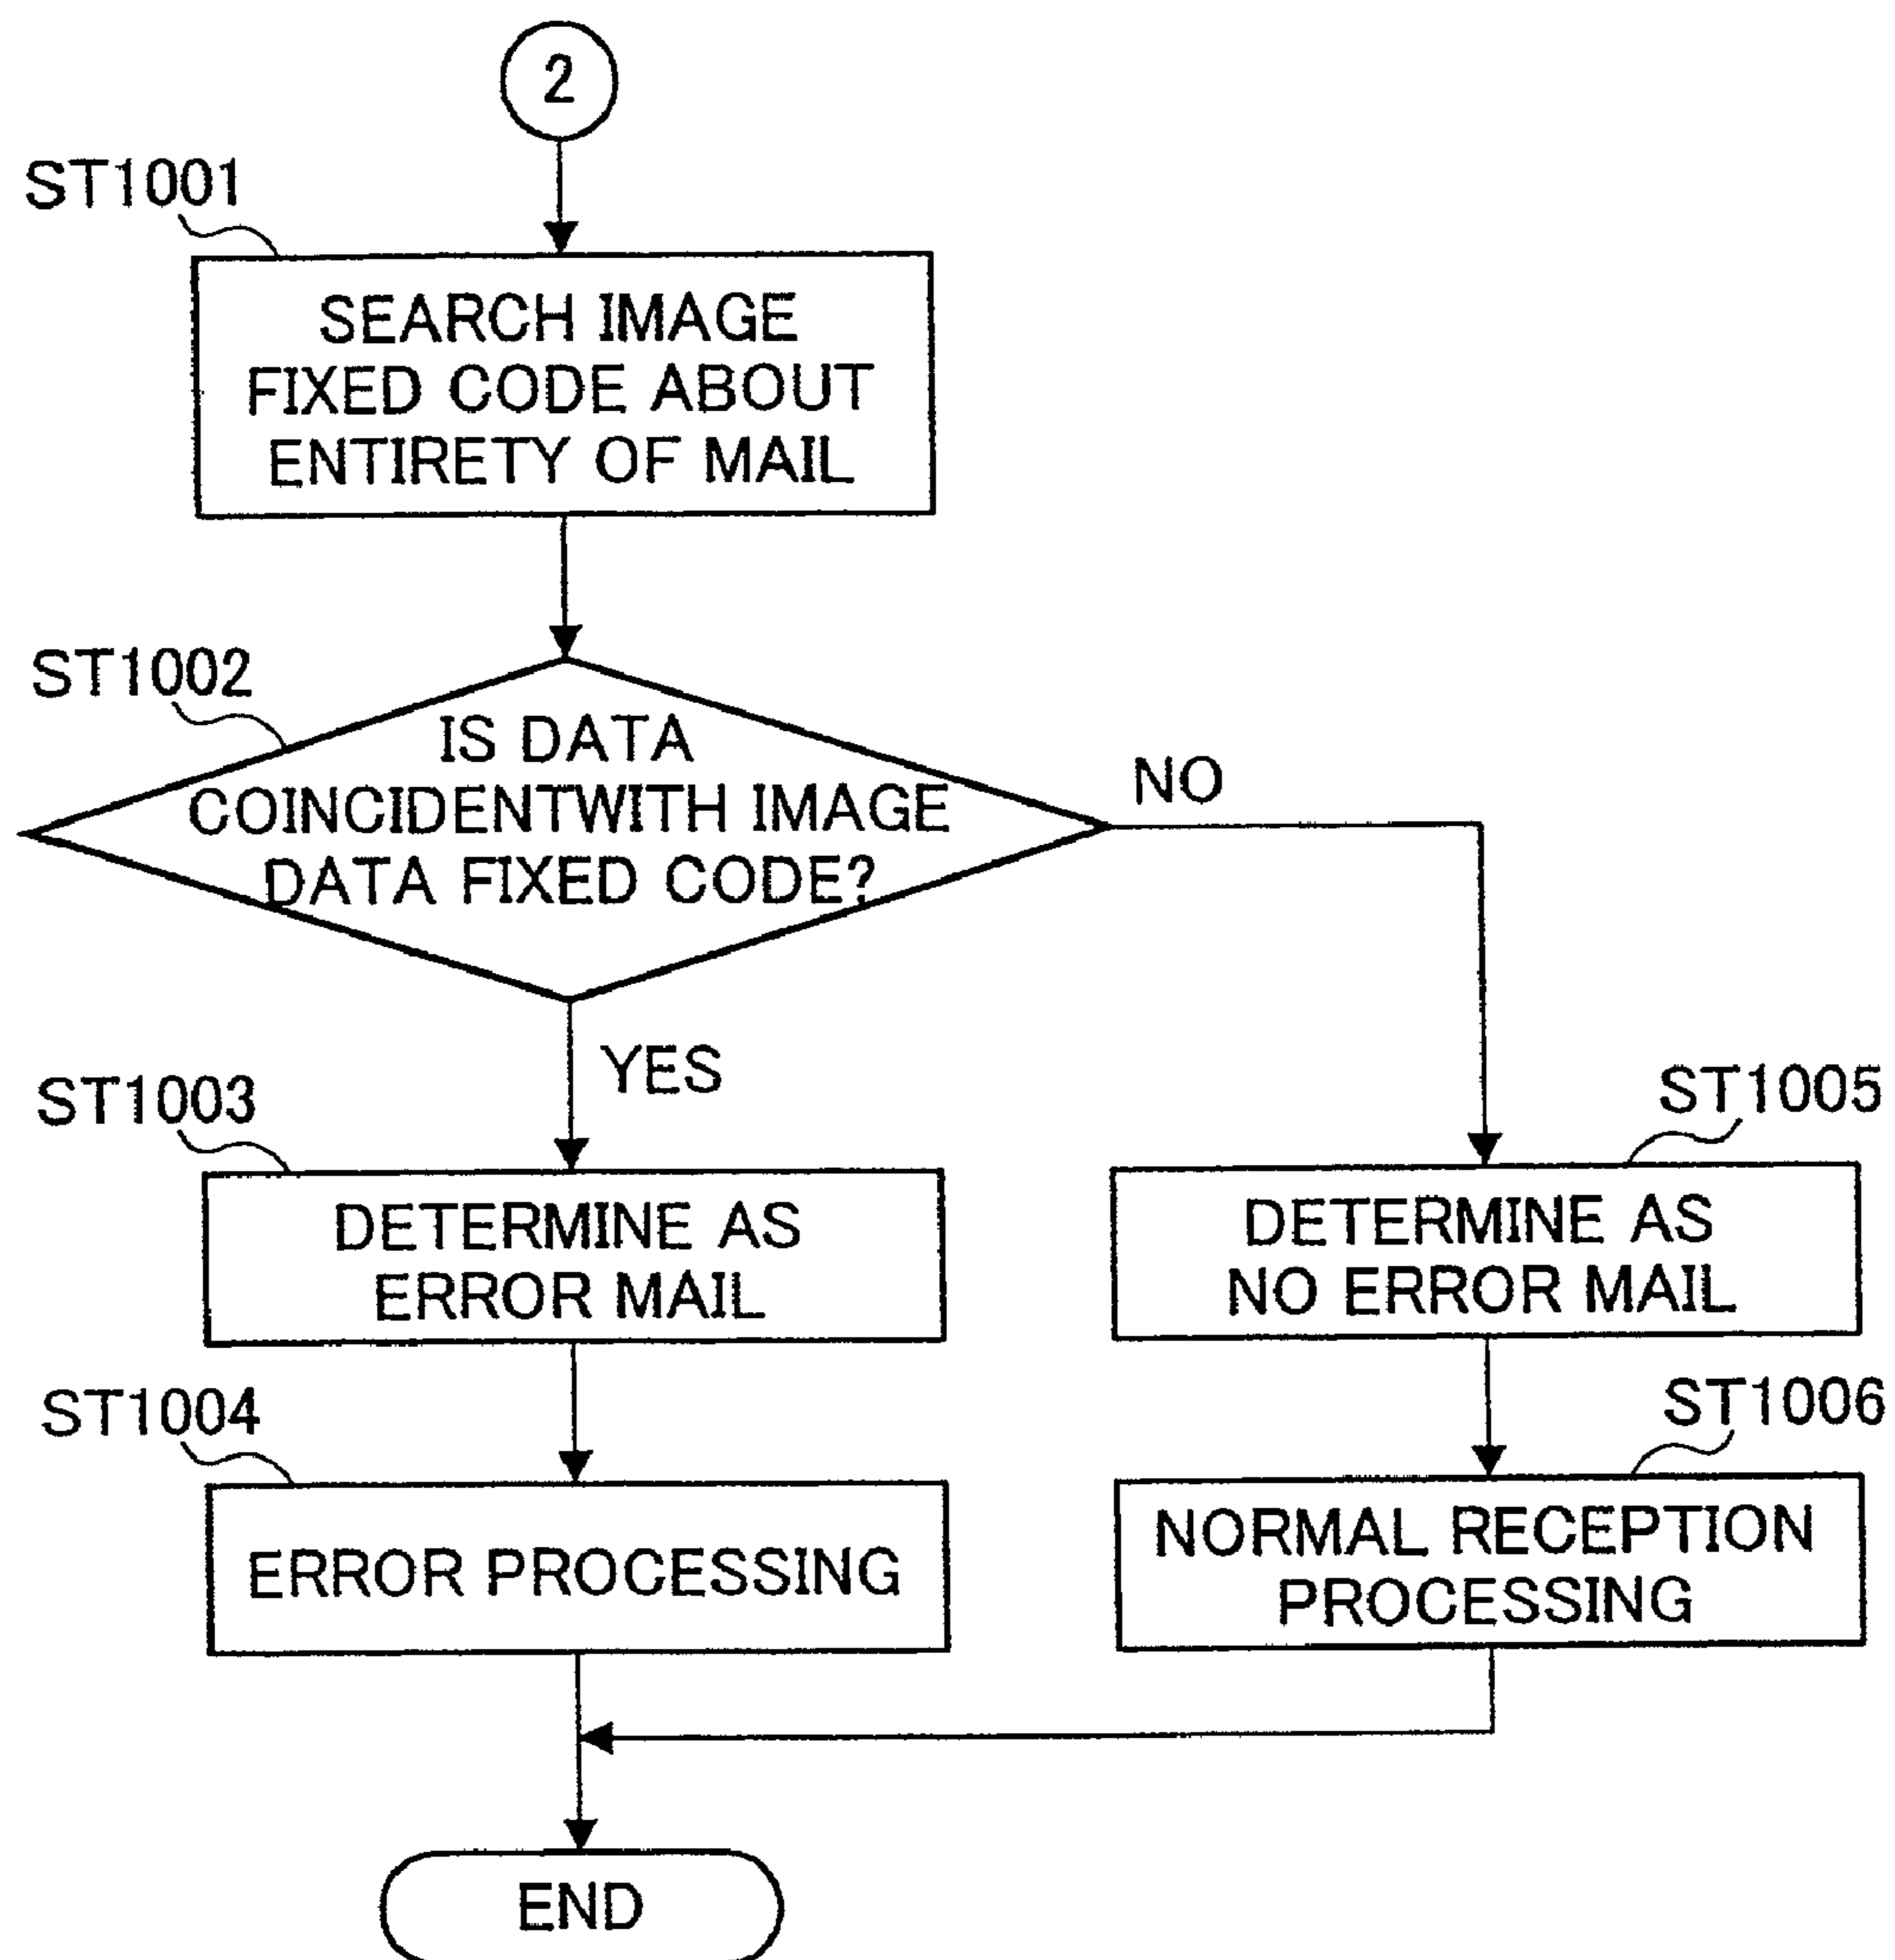 2
ST1001
SEARCH IMAGE
FIXED CODE ABOUT
ENTIRETY OF MAIL
ST1002
IS DATA
COINCIDENTWITH IMAGE
DATA FIXED CODE?
NO
YES
ST1003
DETERMINE AS
ERROR MAIL
ST1005
DETERMINE AS
NO ERROR MAIL
ST1004
ERROR PROCESSING
ST1006
NORMAL RECEPTION
PROCESSING
END